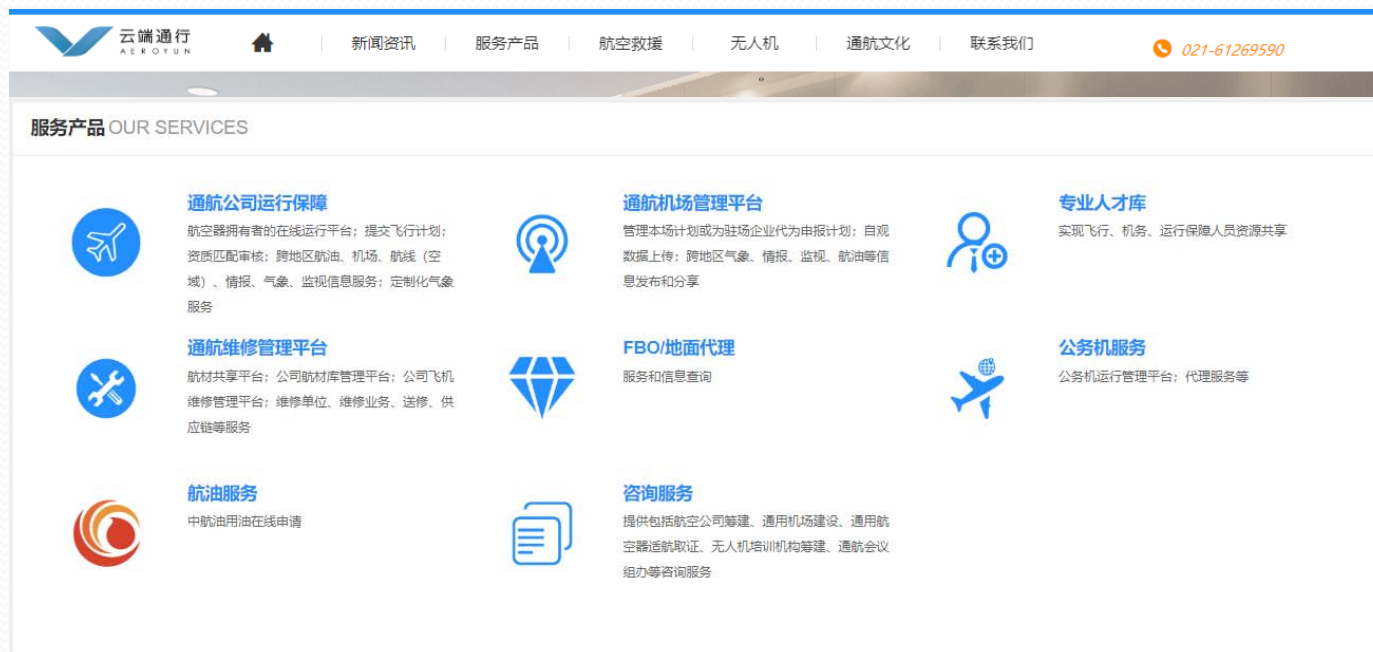 云端通行
AEROYUN
新闻资讯
服务产品
航空救援
无人机
通航文化
联系我们
021-61269590
服务产品 OUR SERVICES
通航公司运行保障
航空器拥有者的在线运行平台；提交飞行计划；
资质匹配审核；跨地区航油、机场、航线（空
域）、情报、气象、监视信息服务；定制化气象
服务
通航机场管理平台
管理本场计划或为驻场企业代为申报计划；自观
数据上传；跨地区气象、情报、监视、航油等信
息发布和分享
专业人才库
实现飞行、机务、运行保障人员资源共享
通航维修管理平台
航材共享平台；公司航材库管理平台；公司飞机
维修管理平台；维修单位、维修业务、送修、供
应链等服务
FBO/地面代理
服务和信息查询
公务机服务
公务机运行管理平台；代理服务等
航油服务
中航油用油在线申请
咨询服务
提供包括航空公司筹建、通用机场建设、通用航
空器适航取证、无人机培训机构筹建、通航会议
组办等咨询服务